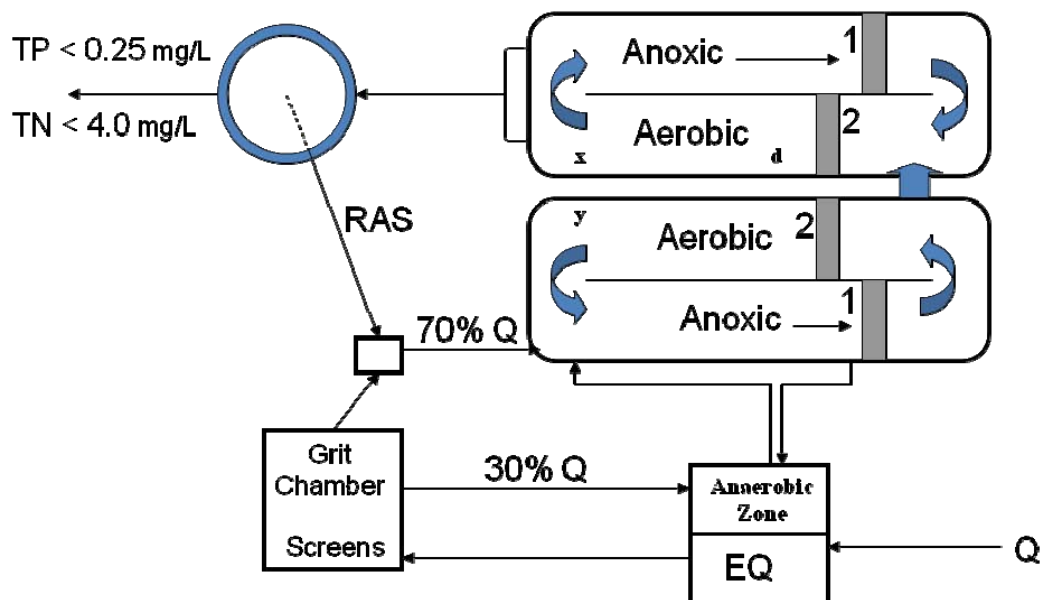 TP < 0.25 mg/L
TN < 4.0 mg/L
Anoxic
1
Aerobic
2
x
d
RAS
y
Aerobic
2
Anoxic
1
70% Q
Grit
Chamber
Screens
30% Q
Anaerobic
Zone
EQ
Q